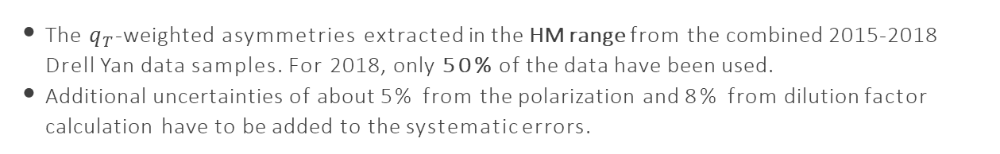 • The q_T-weighted asymmetries extracted in the HM range from the combined 2015-2018
Drell Yan data samples. For 2018, only 50% of the data have been used.
• Additional uncertainties of about 5% from the polarization and 8% from dilution factor
calculation have to be added to the systematic errors.